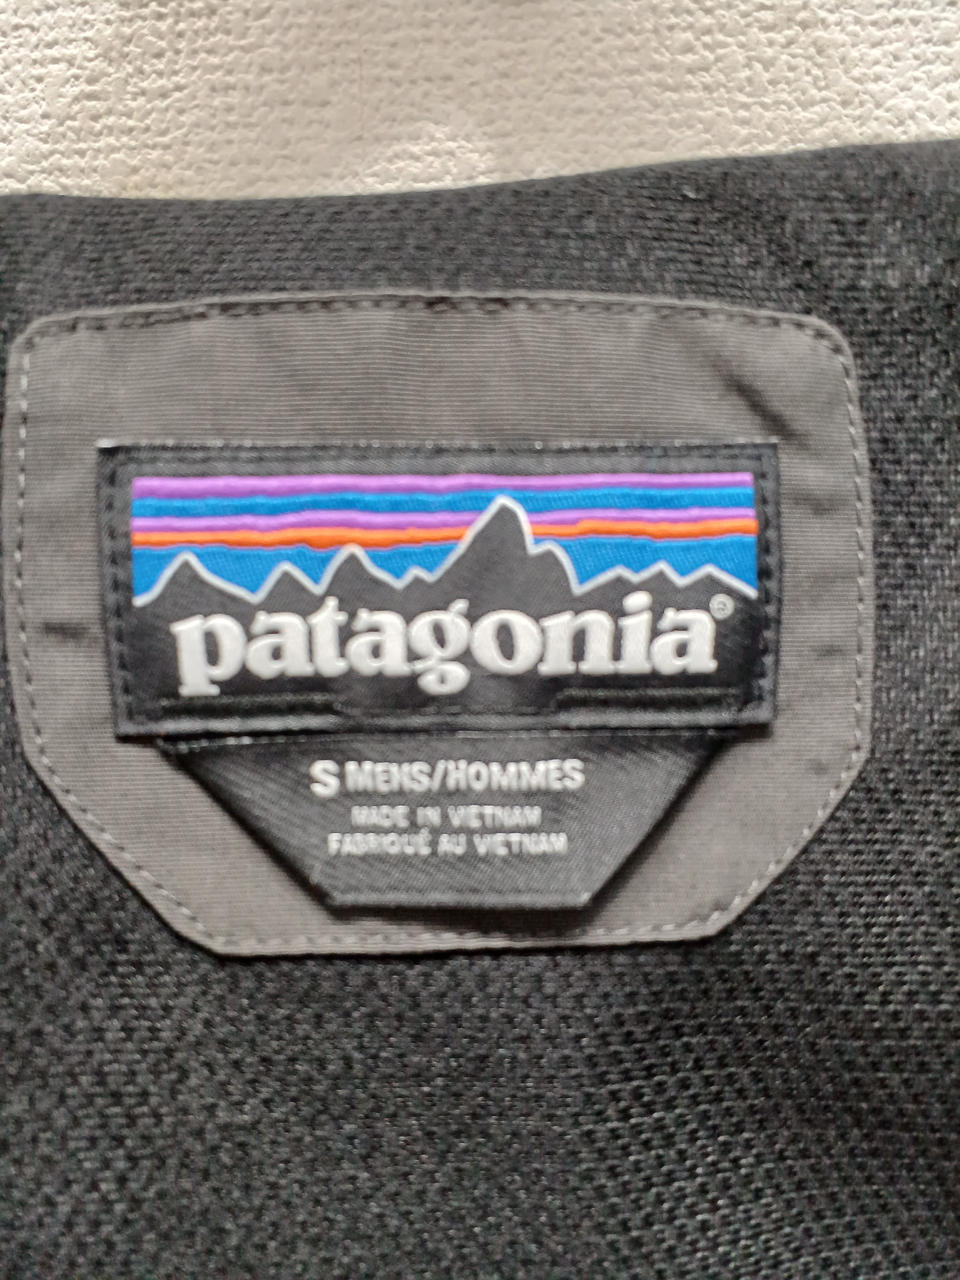 patagonia®
S MENS/HOMMES
MADE IN VIETNAM
FABRIQUÉ AU VIETNAM